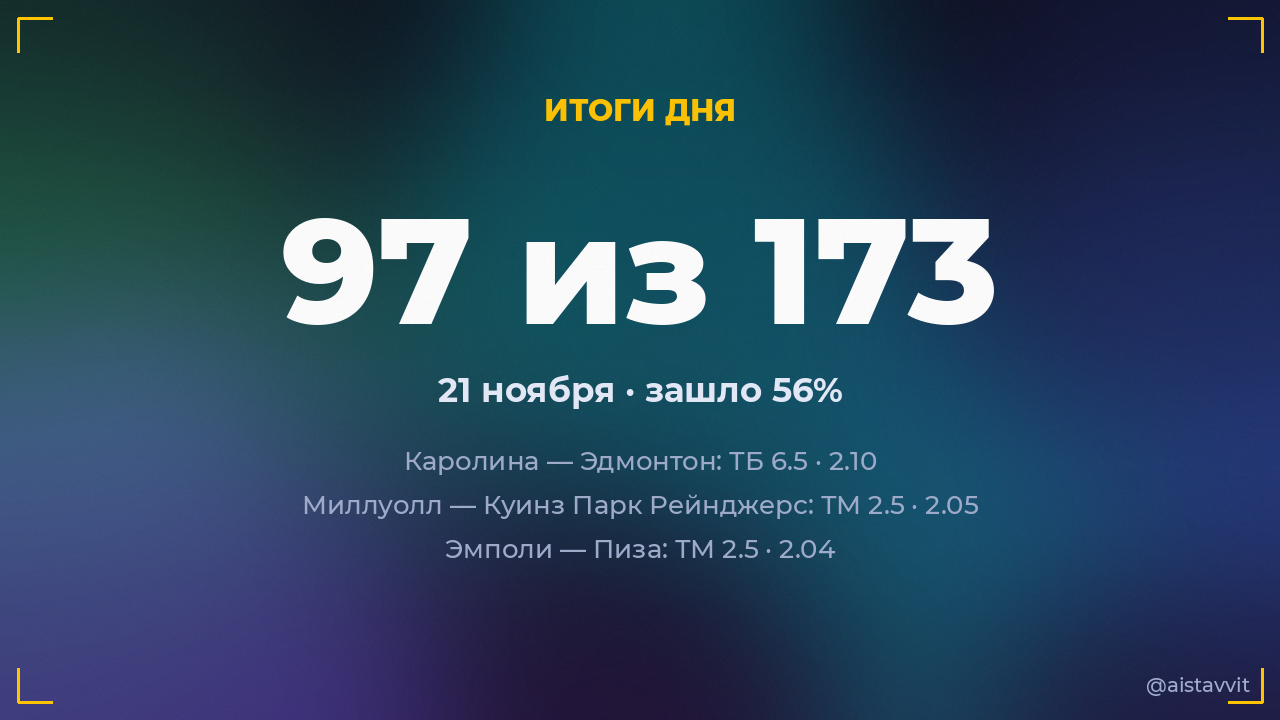 ИТОГИ ДНЯ
97 из 173
21 ноября · зашло 56%
Каролина — Эдмонтон: ТБ 6.5 · 2.10
Миллуолл — Куинз Парк Рейнджерс: ТМ 2.5 · 2.05
Эмполи — Пиза: ТМ 2.5 · 2.04
@aistavvit